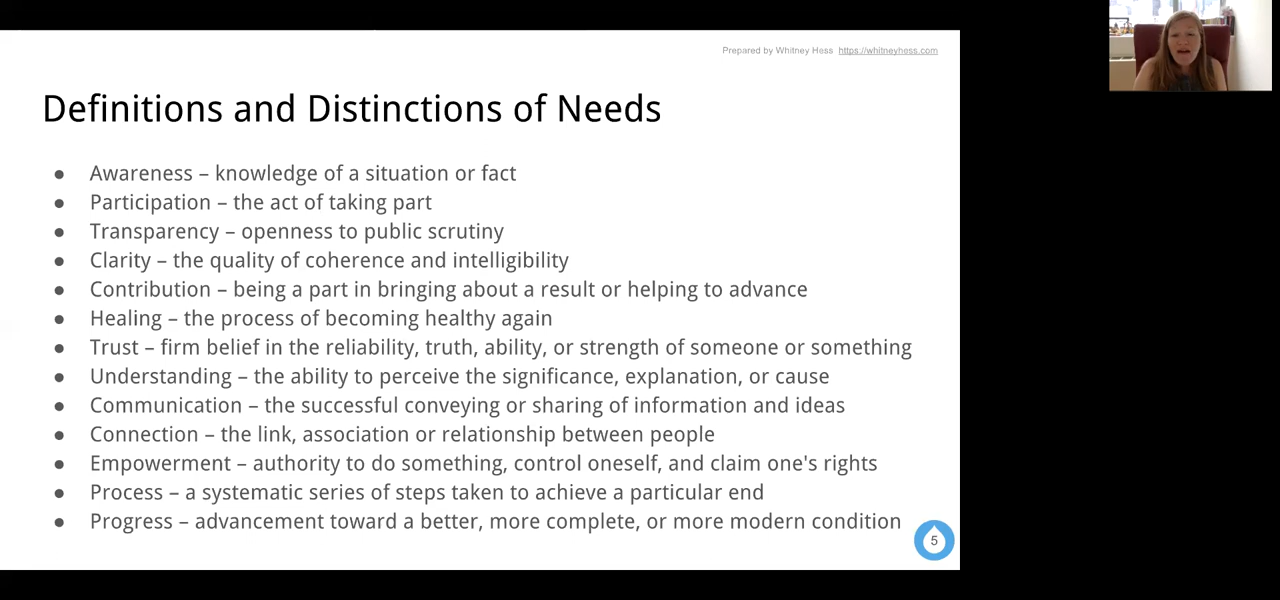 Prepared by Whitney Hess https://whitneyhess.com
Definitions and Distinctions of Needs
● Awareness – knowledge of a situation or fact
● Participation – the act of taking part
● Transparency – openness to public scrutiny
● Clarity – the quality of coherence and intelligibility
● Contribution – being a part in bringing about a result or helping to advance
● Healing – the process of becoming healthy again
● Trust – firm belief in the reliability, truth, ability, or strength of someone or something
● Understanding – the ability to perceive the significance, explanation, or cause
● Communication – the successful conveying or sharing of information and ideas
● Connection – the link, association or relationship between people
● Empowerment – authority to do something, control oneself, and claim one's rights
● Process – a systematic series of steps taken to achieve a particular end
● Progress – advancement toward a better, more complete, or more modern condition
5